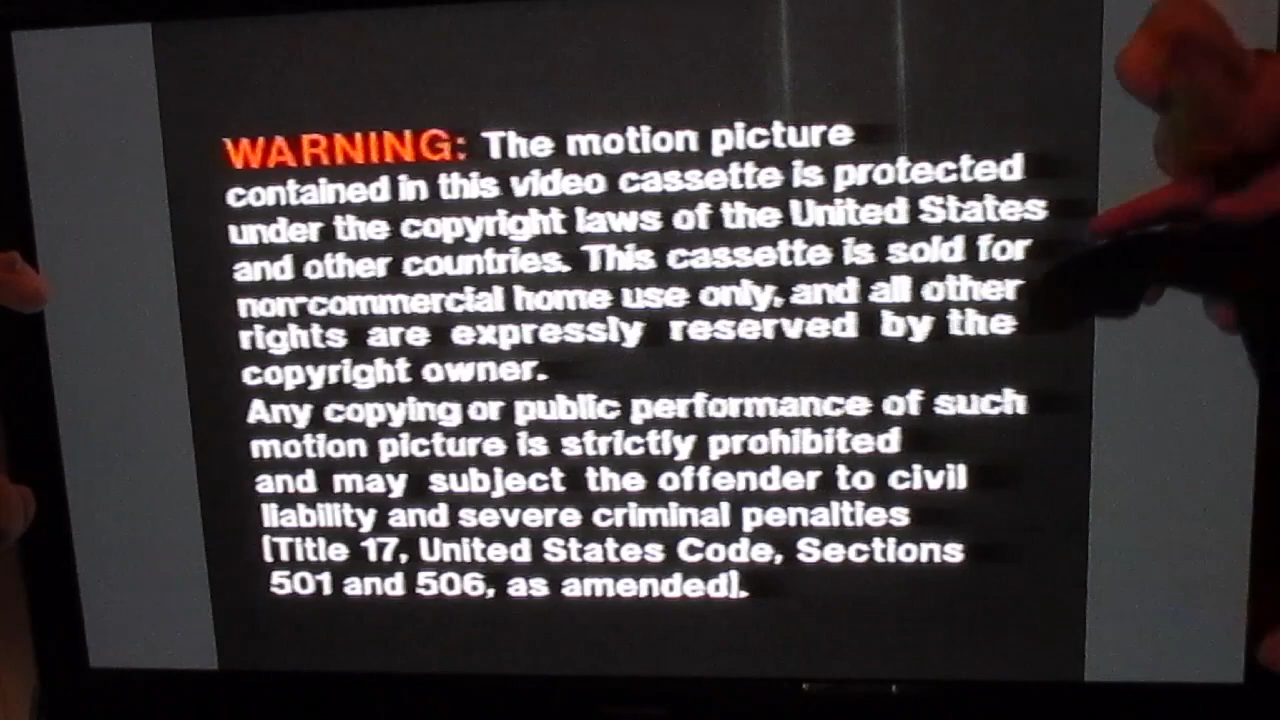 WARNING: The motion picture
contained in this video cassette is protected
under the copyright laws of the United States
and other countries. This cassette is sold for
non-commercial home use only, and all other
rights are expressly reserved by the
copyright owner.
Any copying or public performance of such
motion picture is strictly prohibited
and may subject the offender to civil
liability and severe criminal penalties
[Title 17, United States Code, Sections
501 and 506, as amended].